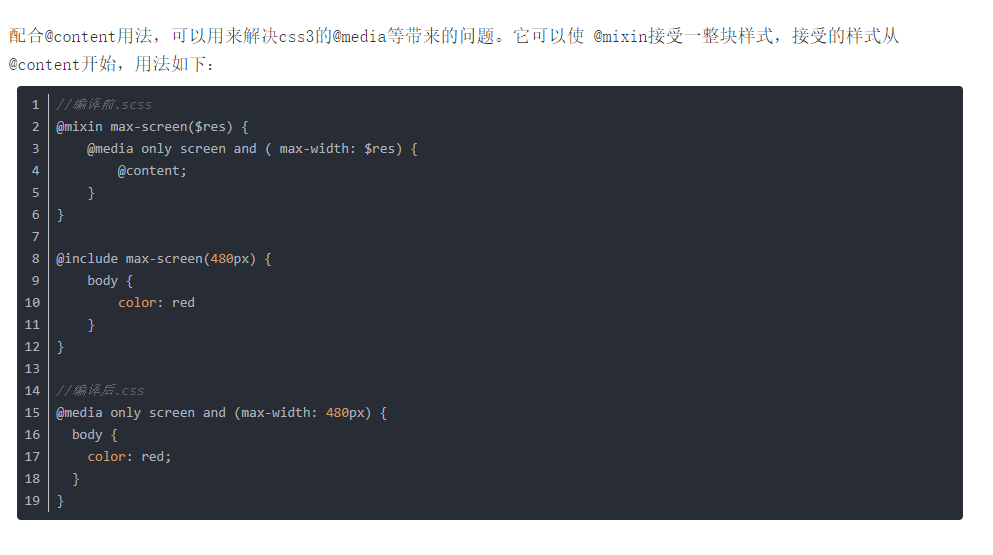 配合@content用法，可以用来解决css3的@media等带来的问题。它可以使 @mixin接受一整块样式，接受的样式从
@content开始，用法如下：
1 //编译前.scss
2 @mixin max-screen($res) {
3     @media only screen and ( max-width: $res) {
4         @content;
5     }
6 }
7
8 @include max-screen(480px) {
9     body {
10         color: red
11     }
12 }
13
14 //编译后.css
15 @media only screen and (max-width: 480px) {
16   body {
17     color: red;
18   }
19 }